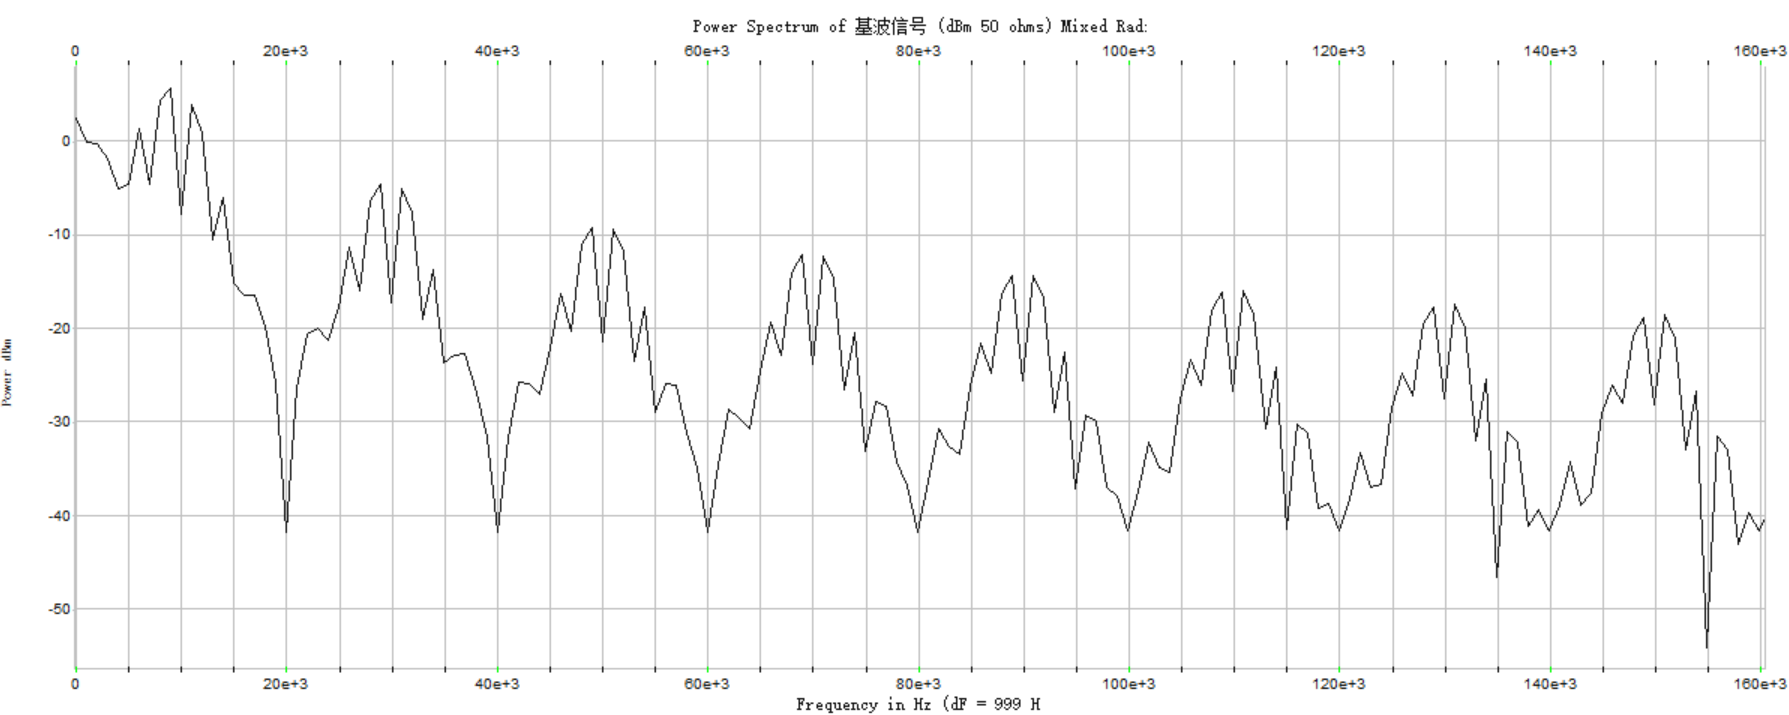 Power Spectrum of 基波信号 (dBm 50 ohms) Mixed Rad:
0 20e+3 40e+3 60e+3 80e+3 100e+3 120e+3 140e+3 160e+3
0
-10
-20
-30
-40
-50
Power dBm
0 20e+3 40e+3 60e+3 80e+3 100e+3 120e+3 140e+3 160e+3
Frequency in Hz (dF = 999 H